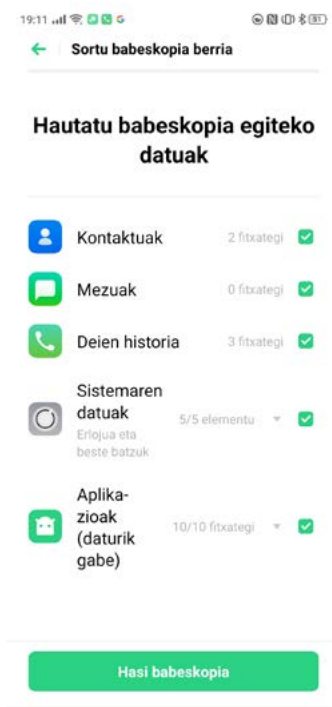 19:11
Sortu babeskopia berria
Hautatu babeskopia egiteko
datuak
Kontaktuak 2 fitxategi
Mezuak 0 fitxategi
Deien historia 3 fitxategi
Sistemaren
datuak 5/5 elementu
Erlojua eta
beste batzuk
Aplika-
zioak
(daturik 10/10 fitxategi
gabe)
Hasi babeskopia